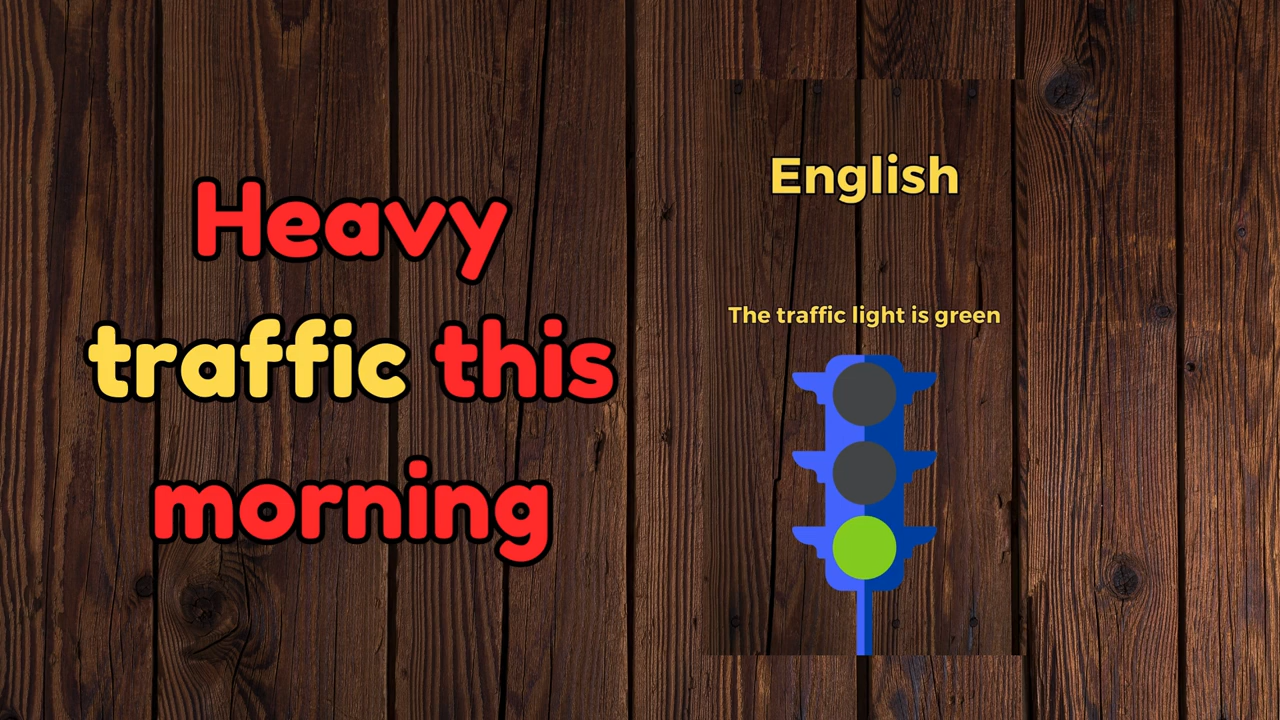 Heavy
traffic this
morning
English
The traffic light is green